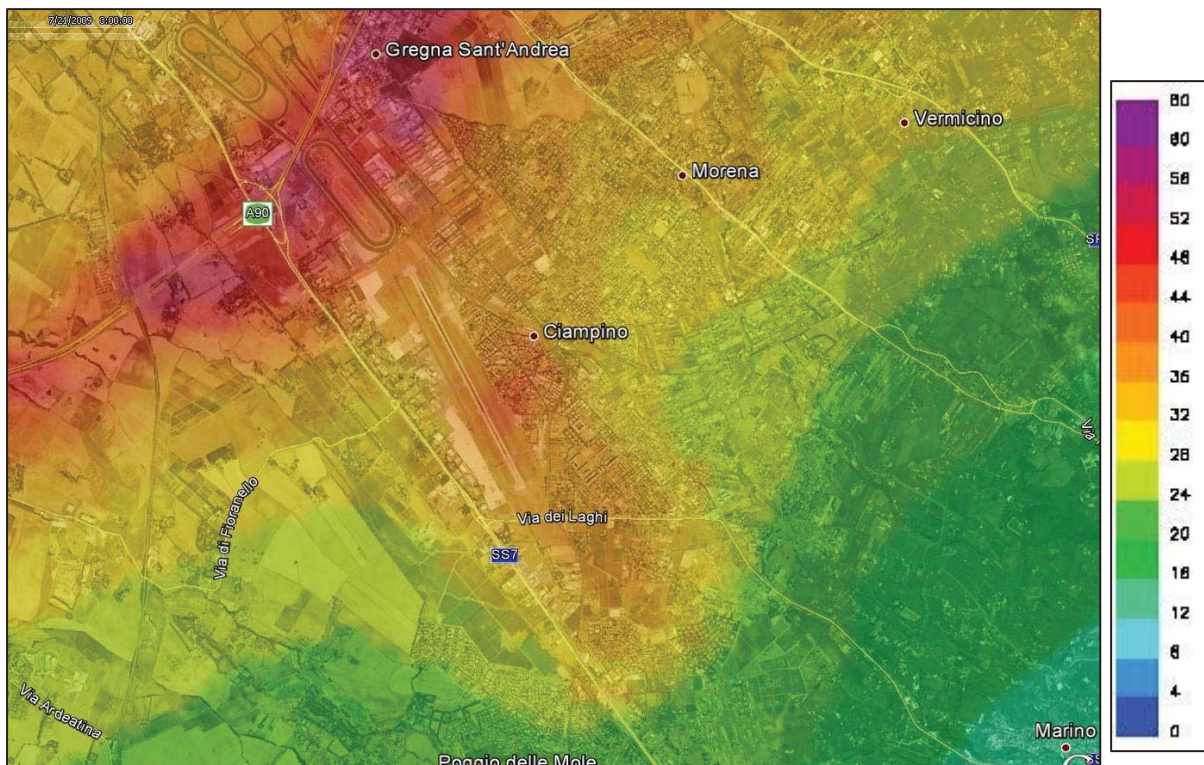 7/21/2009 3:00:00
Gregna Sant'Andrea
Vermicino
Morena
A90
Ciampino
Via di Fioranello
Via dei Laghi
SS7
Via Ardeatina
Poggio delle Mole
Marino
80
60
56
52
48
44
40
36
32
28
24
20
16
12
8
4
0